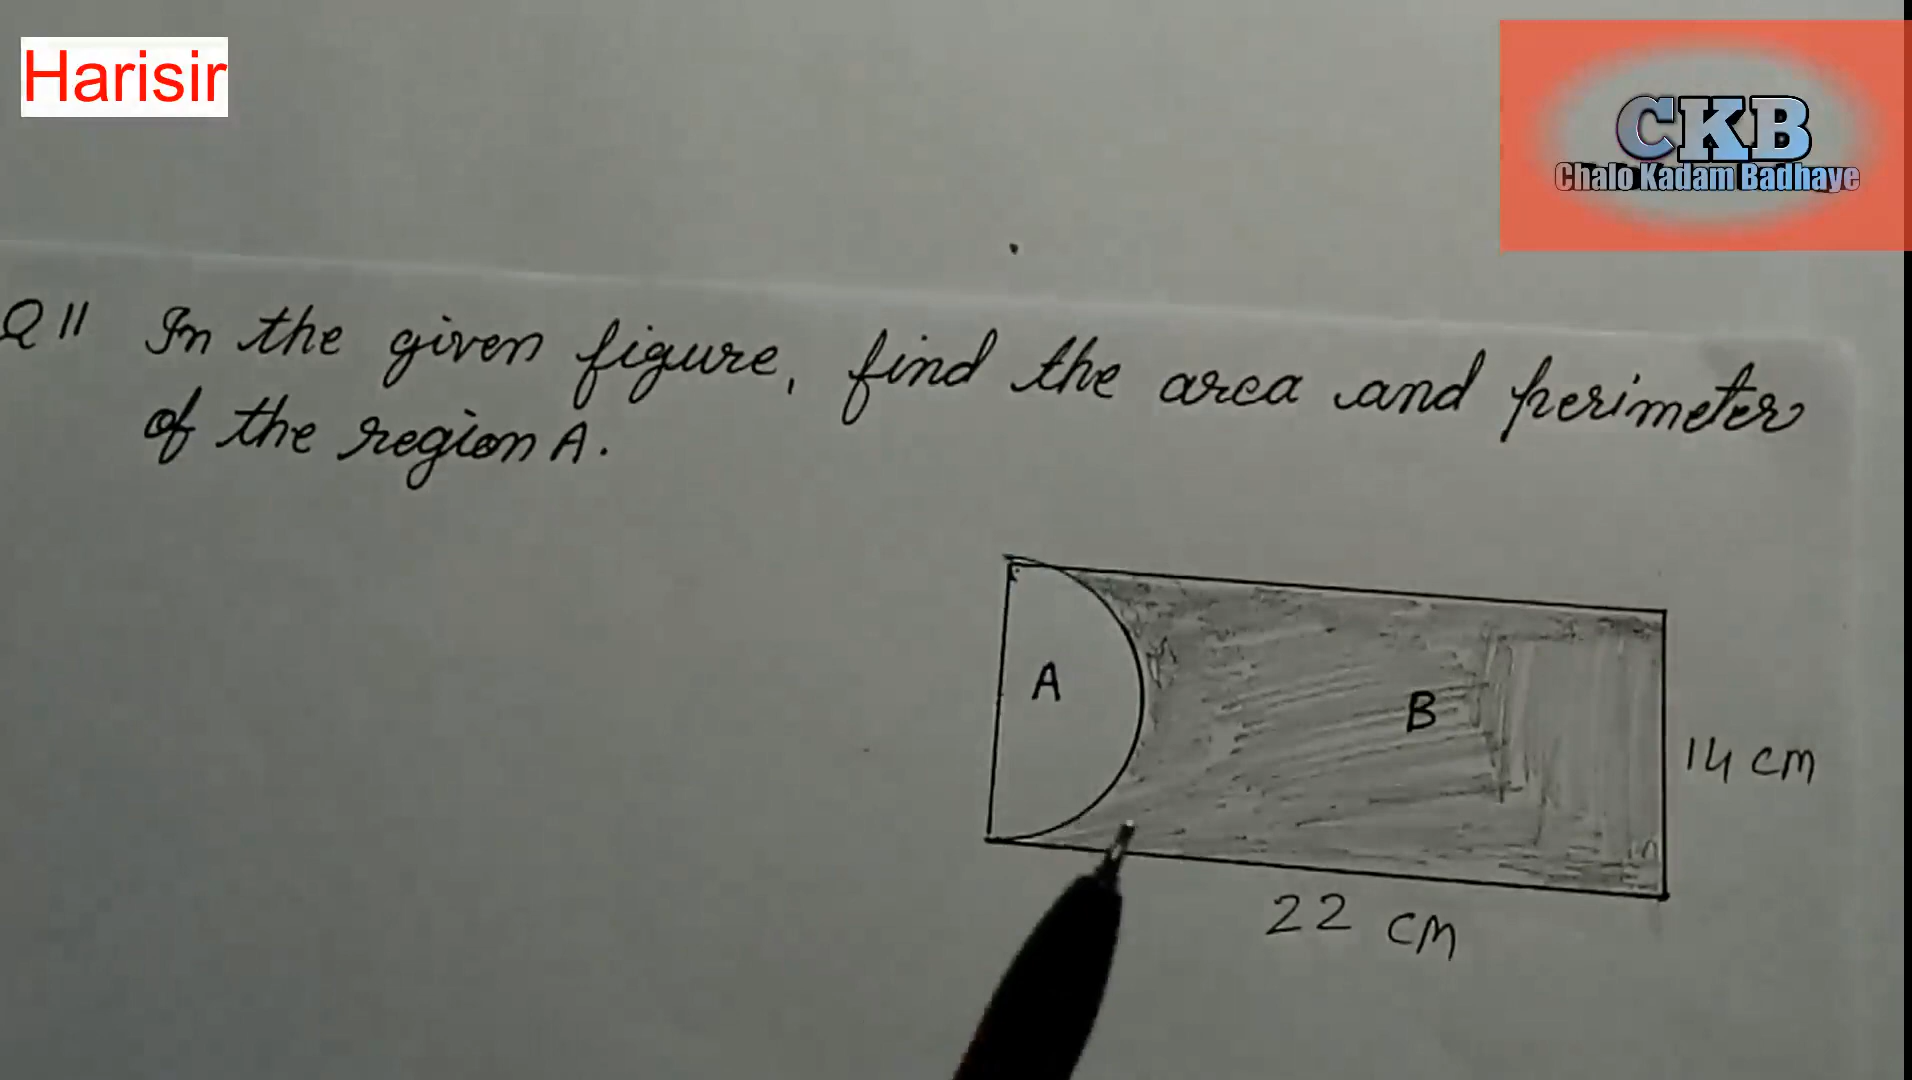 Harisir
CKB
Chalo Kadam Badhaye
Q11 In the given figure, find the area and perimeter
of the region A.
A
B
14 cm
22 cm